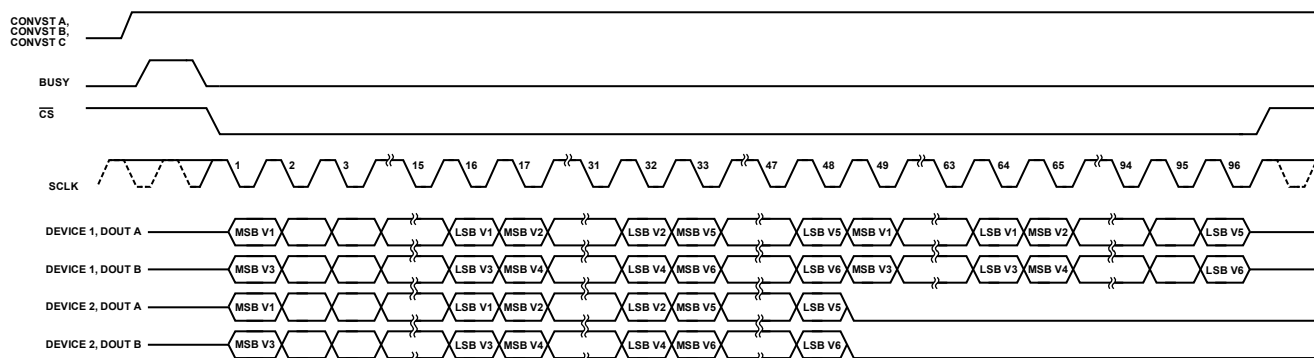 CONVST A,
CONVST B,
CONVST C
BUSY
CS
1 2 3 15 16 17 31 32 33 47 48 49 63 64 65 94 95 96
SCLK
DEVICE 1, DOUT A MSB V1 LSB V1 MSB V2 LSB V2 MSB V5 LSB V5 MSB V1 LSB V1 MSB V2 LSB V5
DEVICE 1, DOUT B MSB V3 LSB V3 MSB V4 LSB V4 MSB V6 LSB V6 MSB V3 LSB V3 MSB V4 LSB V6
DEVICE 2, DOUT A MSB V1 LSB V1 MSB V2 LSB V2 MSB V5 LSB V5
DEVICE 2, DOUT B MSB V3 LSB V3 MSB V4 LSB V4 MSB V6 LSB V6